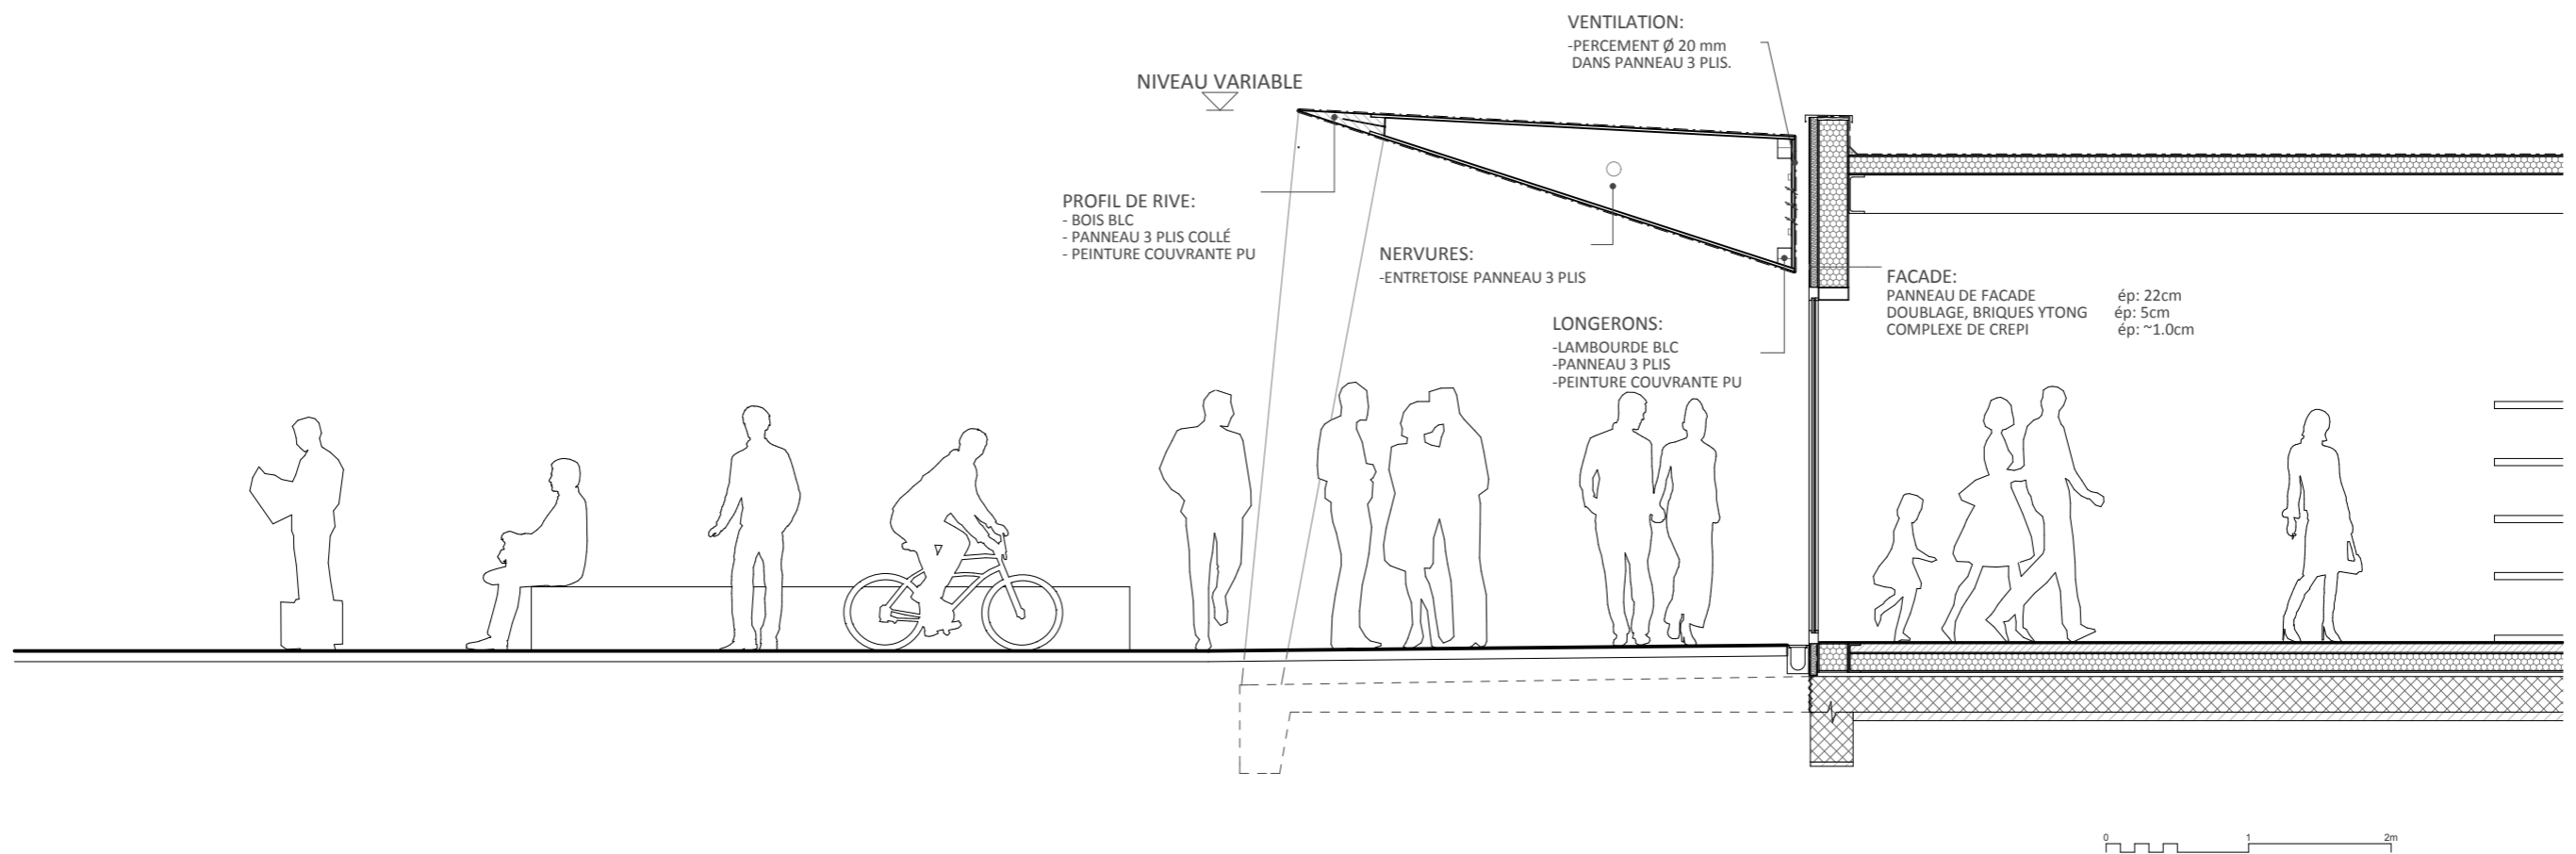 VENTILATION:
-PERCEMENT Ø 20 mm
DANS PANNEAU 3 PLIS.
NIVEAU VARIABLE
PROFIL DE RIVE:
- BOIS BLC
- PANNEAU 3 PLIS COLLÉ
- PEINTURE COUVRANTE PU
NERVURES:
-ENTRETOISE PANNEAU 3 PLIS
LONGERONS:
-LAMBOURDE BLC
-PANNEAU 3 PLIS
-PEINTURE COUVRANTE PU
FACADE:
PANNEAU DE FACADE ép: 22cm
DOUBLAGE, BRIQUES YTONG ép: 5cm
COMPLEXE DE CREPI ép: ~1.0cm
0 1 2m